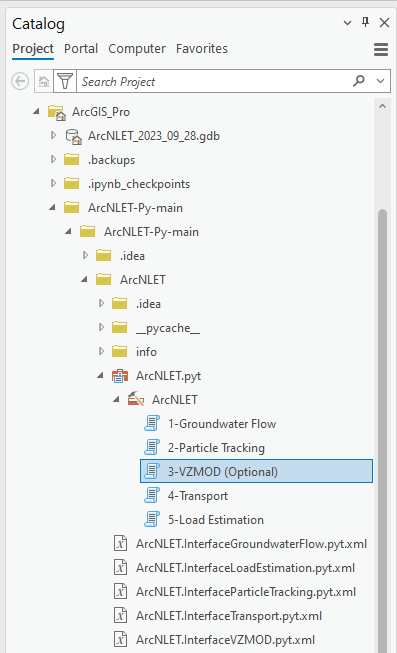 Catalog
Project Portal Computer Favorites
Search Project
ArcGIS_Pro
ArcNLET_2023_09_28.gdb
.backups
.ipynb_checkpoints
ArcNLET-Py-main
ArcNLET-Py-main
.idea
ArcNLET
.idea
__pycache__
info
ArcNLET.pyt
ArcNLET
1-Groundwater Flow
2-Particle Tracking
3-VZMOD (Optional)
4-Transport
5-Load Estimation
ArcNLET.InterfaceGroundwaterFlow.pyt.xml
ArcNLET.InterfaceLoadEstimation.pyt.xml
ArcNLET.InterfaceParticleTracking.pyt.xml
ArcNLET.InterfaceTransport.pyt.xml
ArcNLET.InterfaceVZMOD.pyt.xml